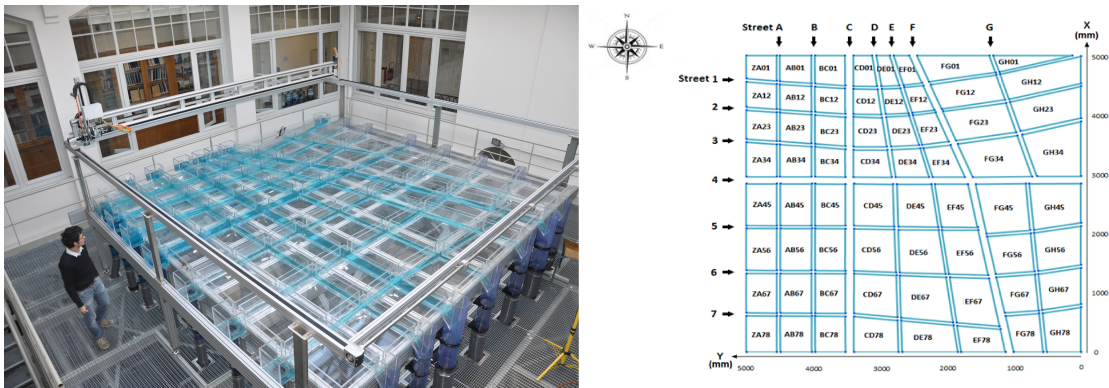 N
W E
S
Street A B C D E F G
X
(mm)
ZA01 AB01 BC01 CD01 DE01 EF01 FG01 GH01
5000
Street 1
ZA12 AB12 BC12 CD12 DE12 EF12 FG12 GH12
2
4000
ZA23 AB23 BC23 CD23 DE23 EF23 FG23 GH23
3
ZA34 AB34 BC34 CD34 DE34 EF34 FG34 GH34
4
3000
ZA45 AB45 BC45 CD45 DE45 EF45 FG45 GH45
5
2000
ZA56 AB56 BC56 CD56 DE56 EF56 FG56 GH56
6
ZA67 AB67 BC67 CD67 DE67 EF67 FG67 GH67
1000
7
ZA78 AB78 BC78 CD78 DE78 EF78 FG78 GH78
0
Y
(mm)
5000 4000 3000 2000 1000 0